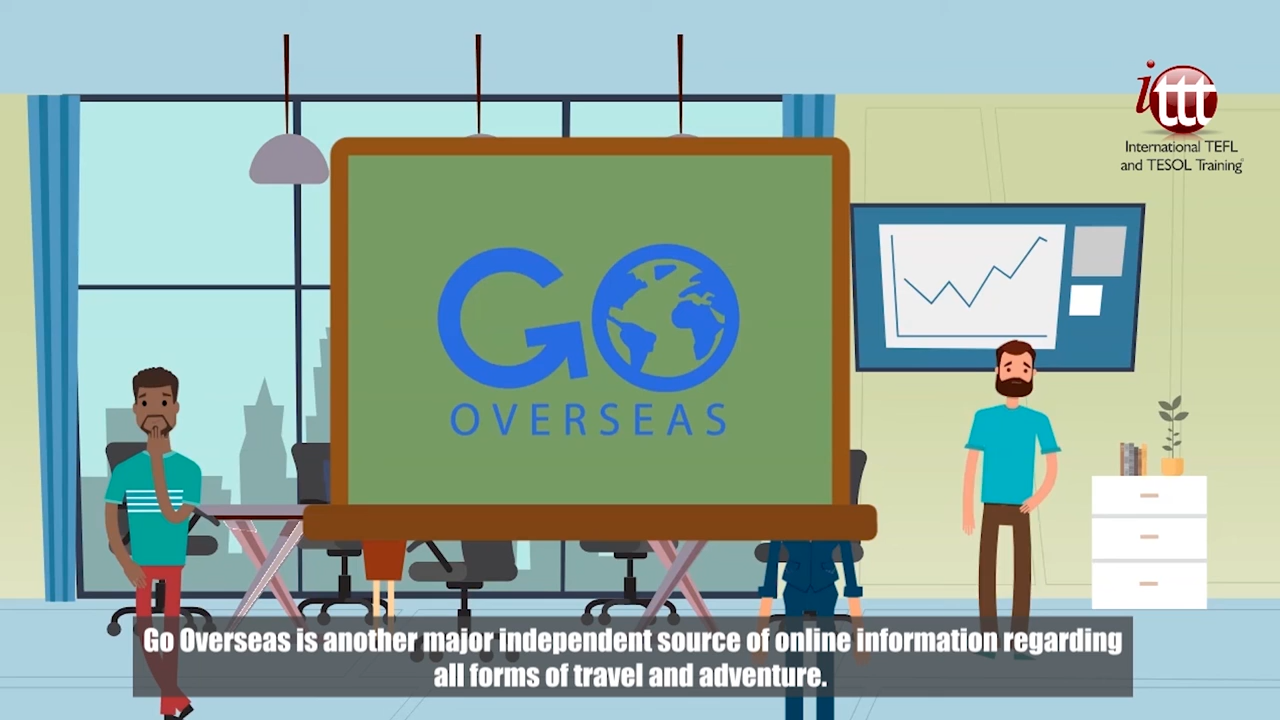 ittt
International TEFL
and TESOL Training
GO
OVERSEAS
Go Overseas is another major independent source of online information regarding
all forms of travel and adventure.